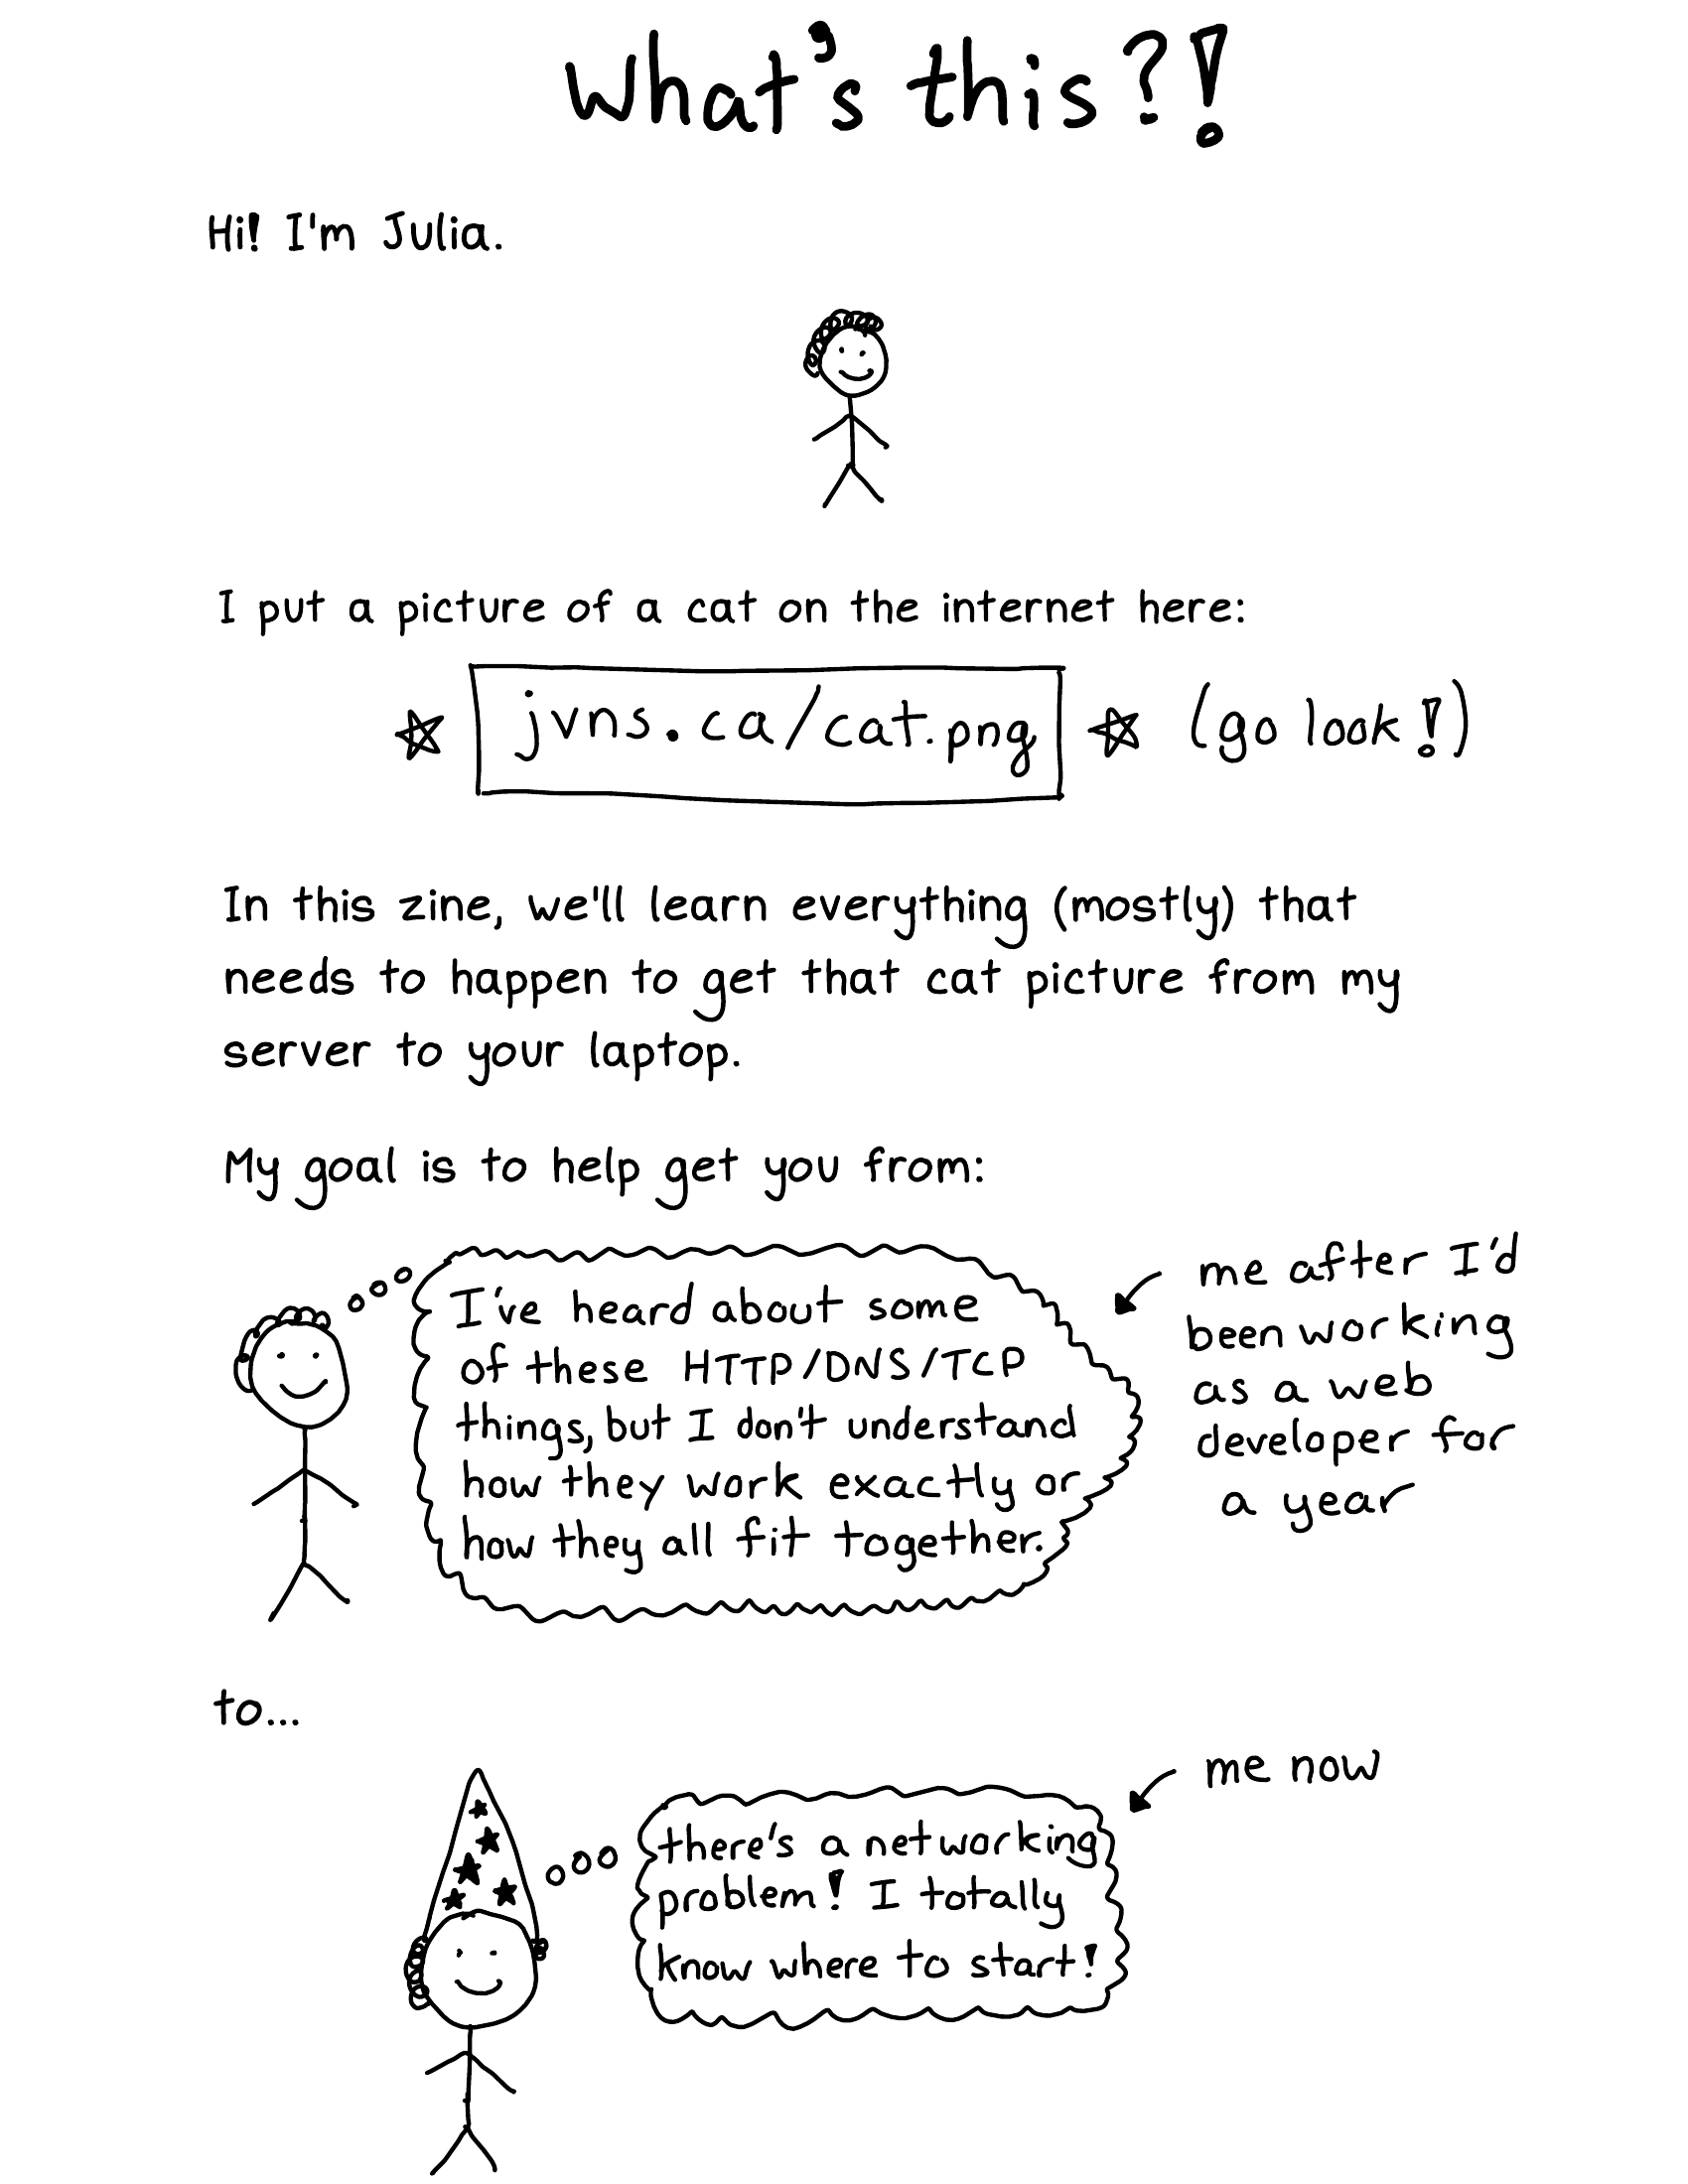 What's this?!
Hi! I'm Julia.
I put a picture of a cat on the internet here:
jvns.ca/cat.png (go look!)
In this zine, we'll learn everything (mostly) that
needs to happen to get that cat picture from my
server to your laptop.
My goal is to help get you from:
I've heard about some
of these HTTP/DNS/TCP
things, but I don't understand
how they work exactly or
how they all fit together.
me after I'd
been working
as a web
developer for
a year
to...
me now
there's a networking
problem! I totally
know where to start!